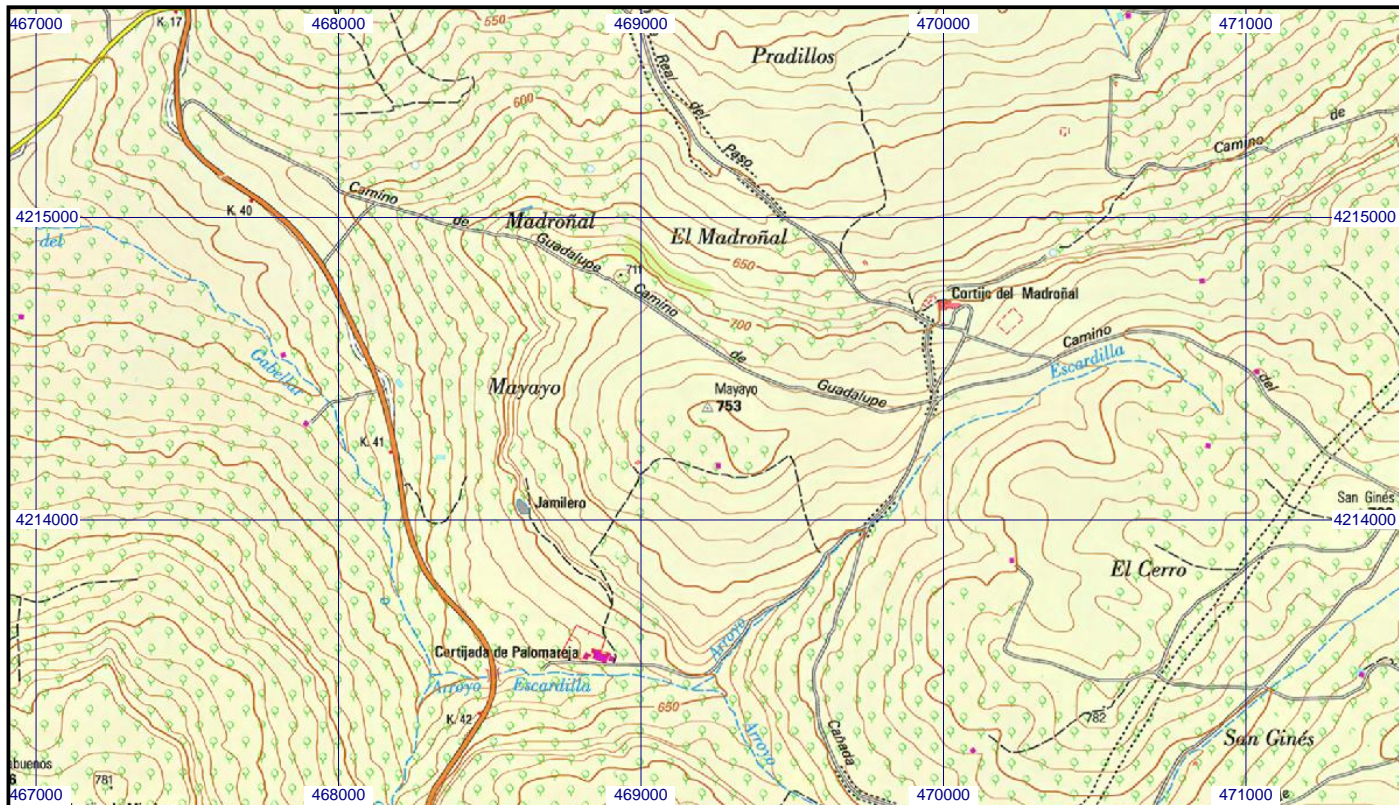 467000
468000
469000
470000
471000
K. 17
550
Pradillos
Real
del
Paso
600
de
Camino
Camino
de
K. 40
4215000
del
Madroñal
El Madroñal
4215000
Guadalupe
650
711
Camino
Cortijo del Madroñal
700
de
Camino
Gabellar
Escardilla
del
Mayayo
Mayayo
753
Guadalupe
K. 41
Jamilero
San Ginés
4214000
4214000
El Cerro
Arroyo
Cortijada de Palomareja
Arroyo
Escardilla
650
K. 42
782
Arroyo
Cañada
San Ginés
abuenos
781
467000
468000
469000
470000
471000